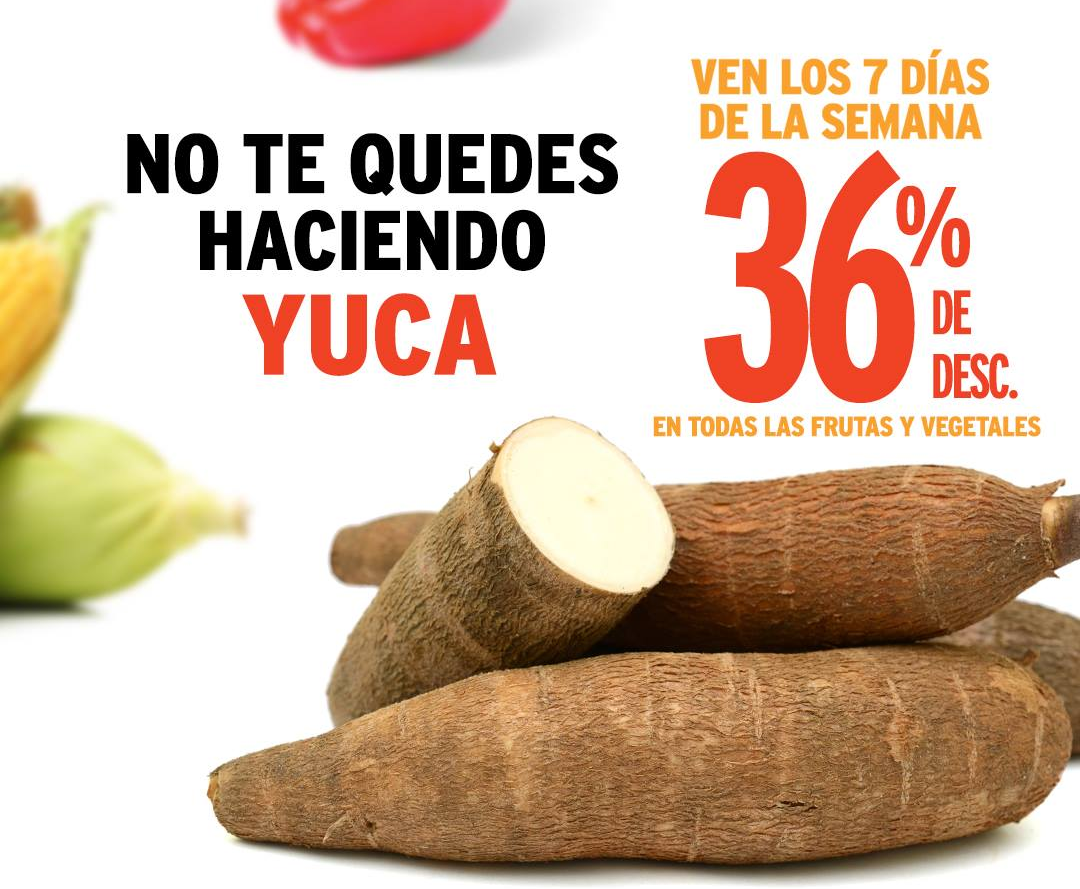 NO TE QUEDES
HACIENDO
YUCA
VEN LOS 7 DÍAS
DE LA SEMANA
36%
DE
DESC.
EN TODAS LAS FRUTAS Y VEGETALES